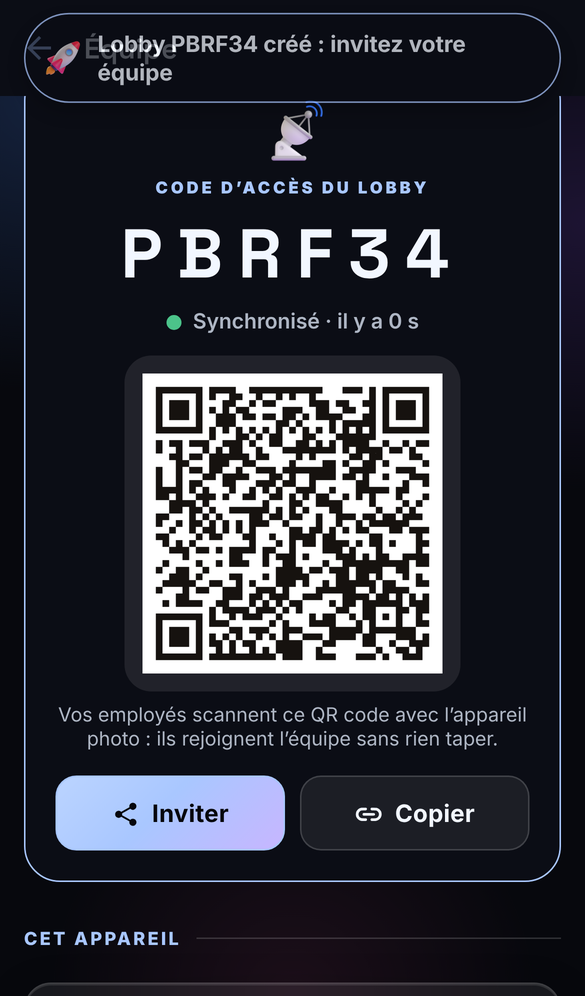 Équipe
Lobby PBRF34 créé : invitez votre
équipe
CODE D’ACCÈS DU LOBBY
PBRF34
Synchronisé · il y a 0 s
Vos employés scannent ce QR code avec l’appareil
photo : ils rejoignent l’équipe sans rien taper.
Inviter
Copier
CET APPAREIL